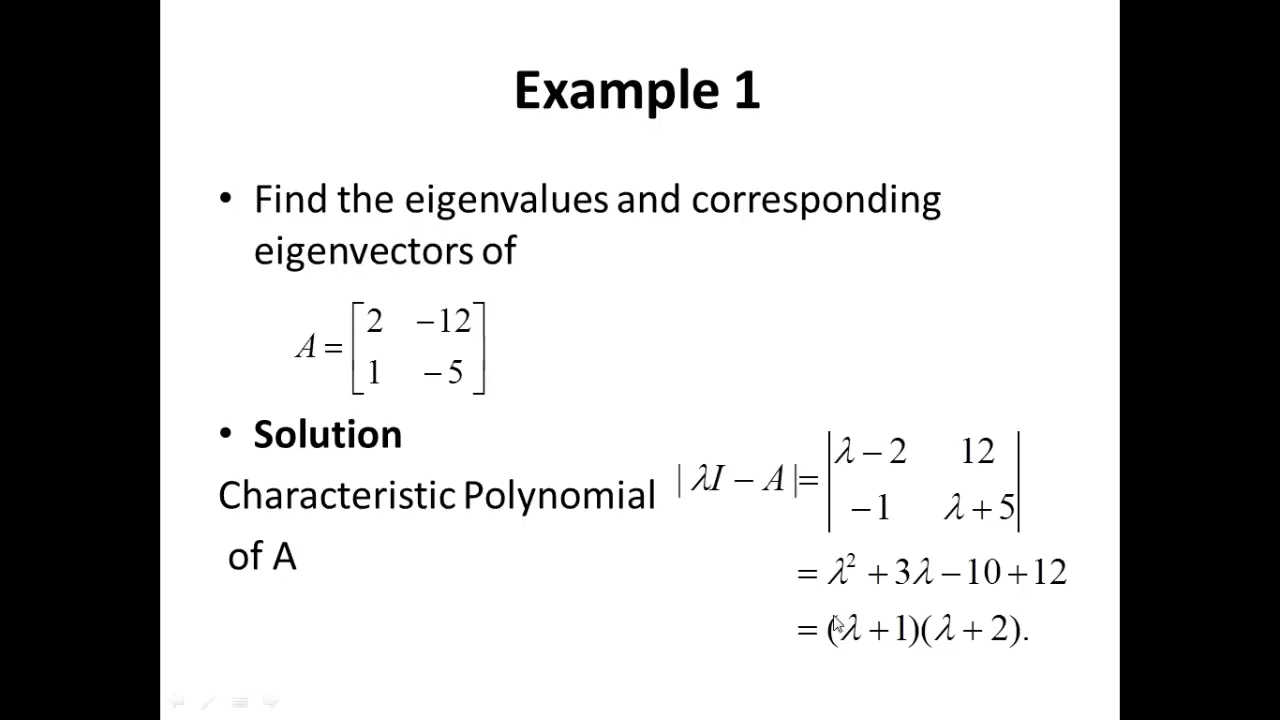 Example 1
• Find the eigenvalues and corresponding
eigenvectors of
A = [2 −12
1 −5]
• Solution
Characteristic Polynomial
of A
| λI − A |= |λ − 2 12
−1 λ + 5|
= λ² + 3λ − 10 + 12
= (λ + 1)(λ + 2).